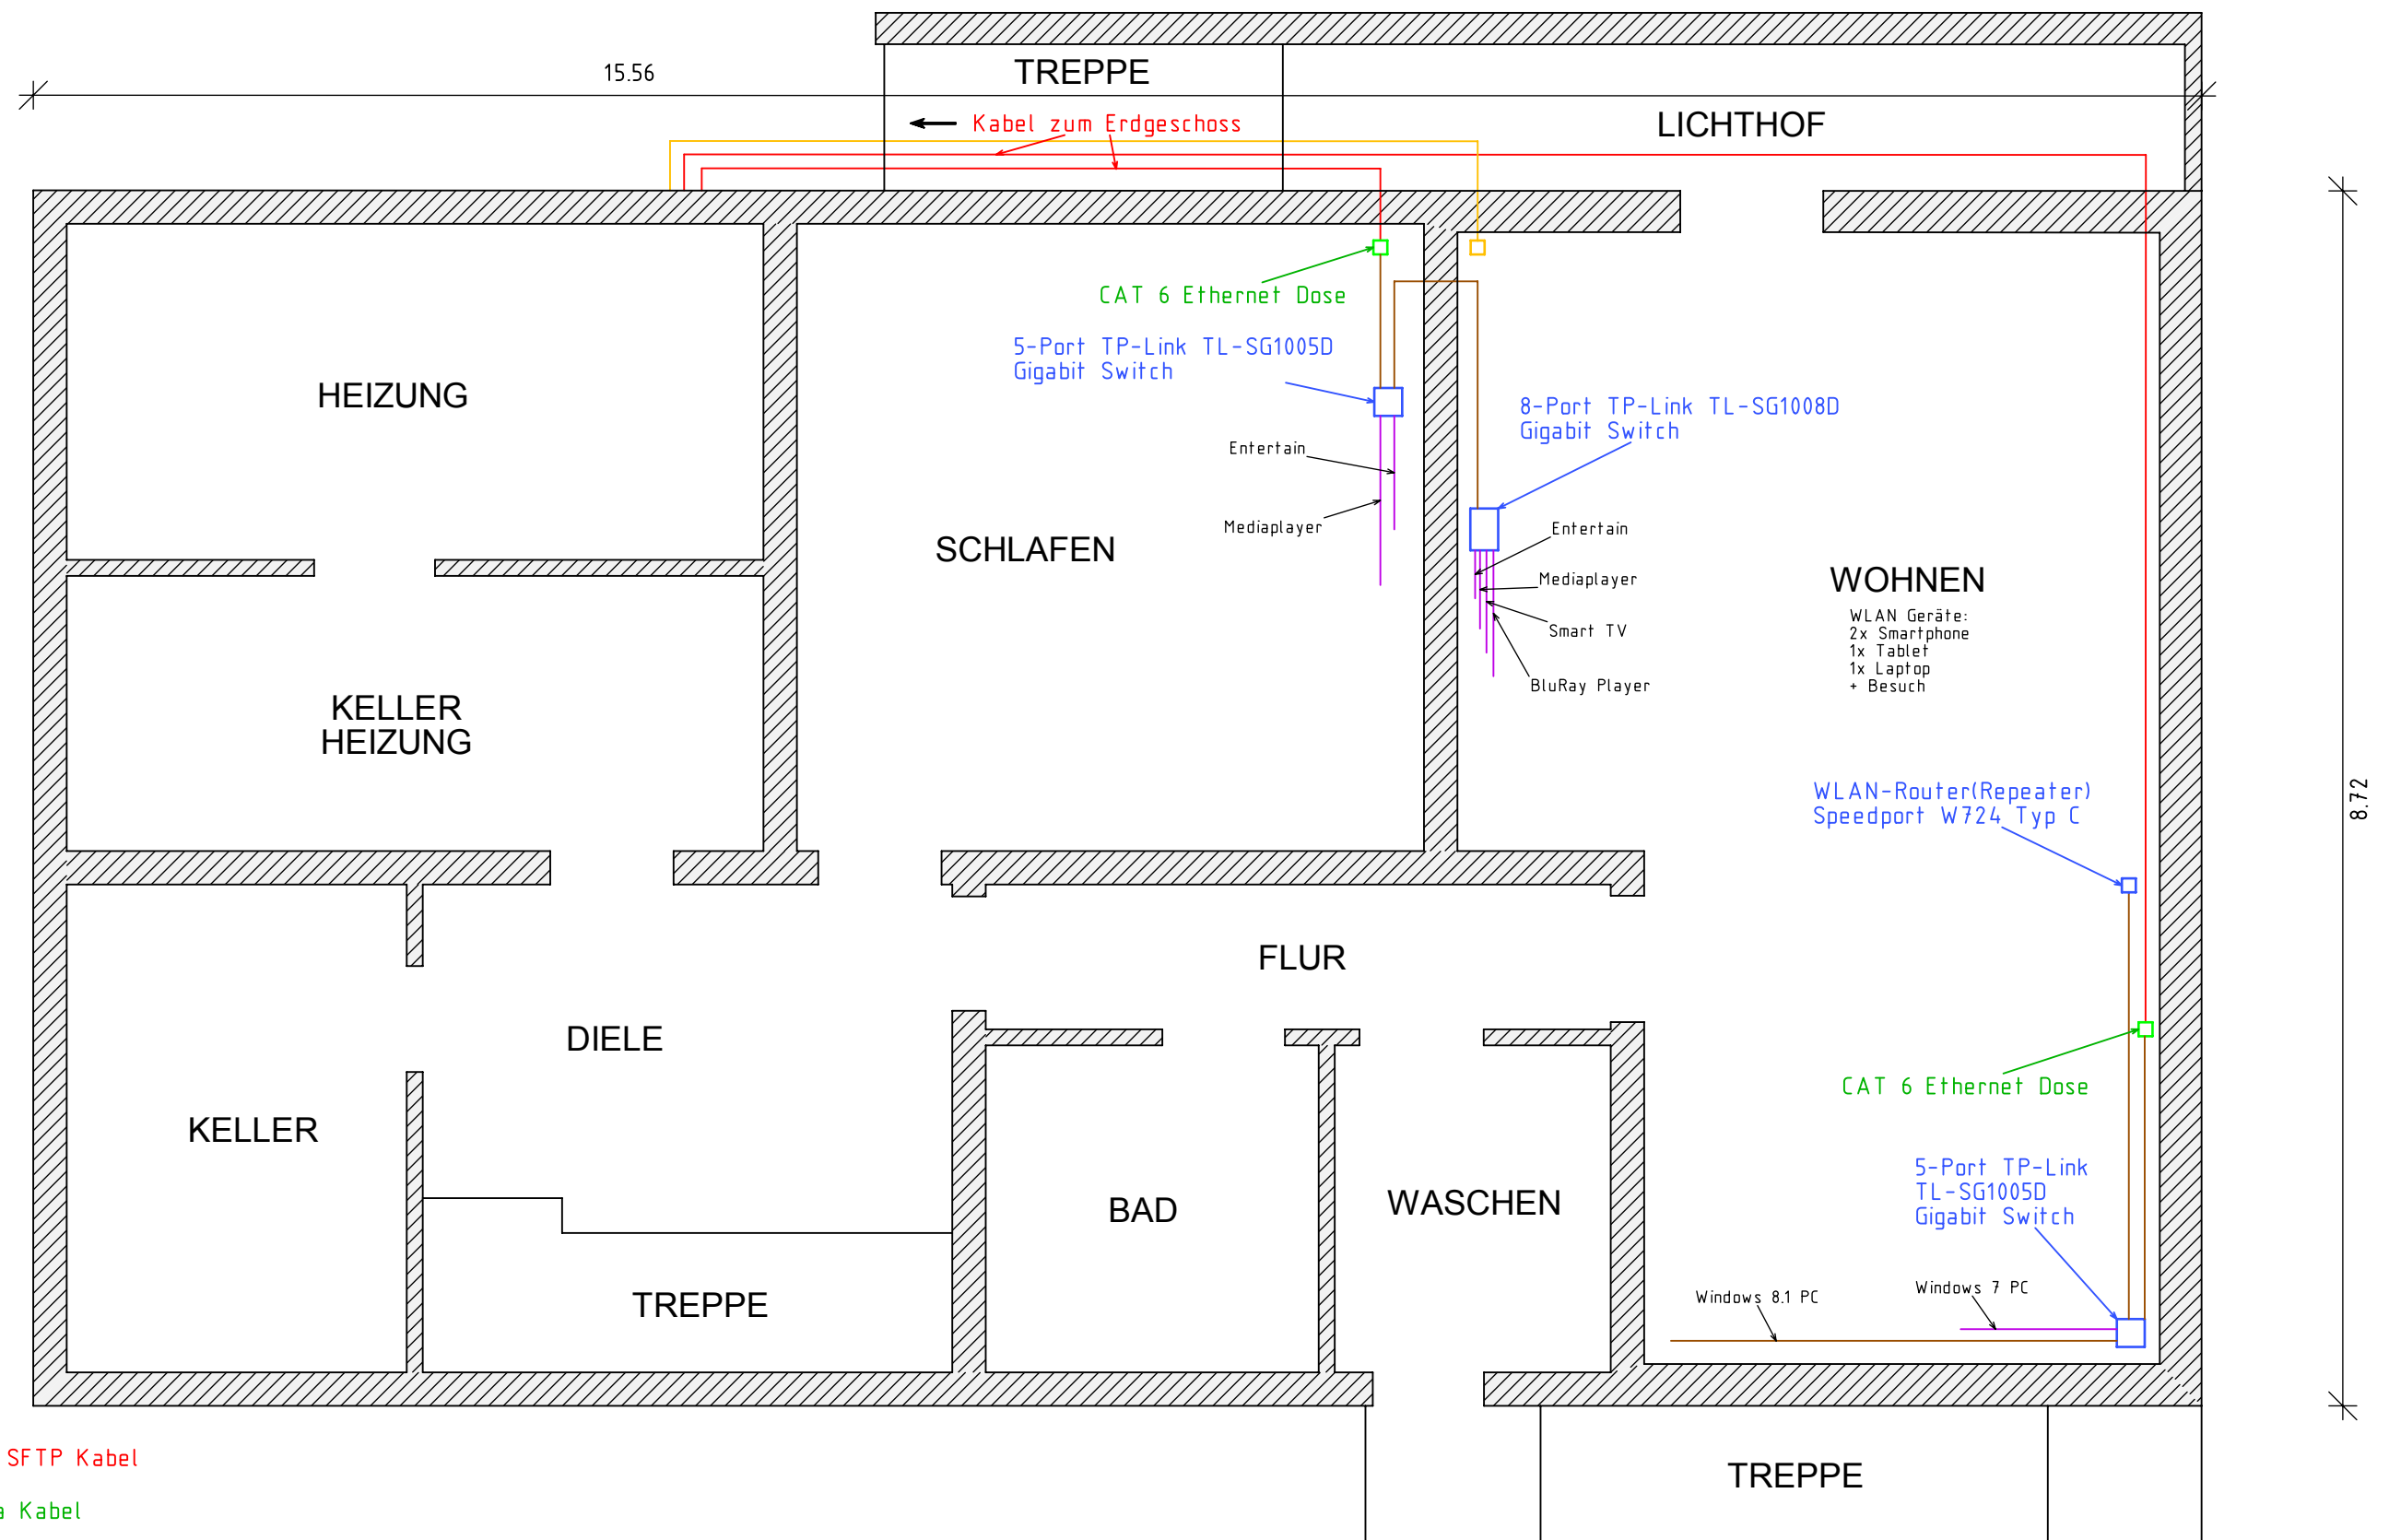 TREPPE
15.56
Kabel zum Erdgeschoss
LICHTHOF
CAT 6 Ethernet Dose
5-Port TP-Link TL-SG1005D
Gigabit Switch
HEIZUNG
8-Port TP-Link TL-SG1008D
Gigabit Switch
Entertain
Mediaplayer
SCHLAFEN
Entertain
Mediaplayer
Smart TV
BluRay Player
WOHNEN
WLAN Geräte:
2x Smartphone
1x Tablet
1x Laptop
+ Besuch
KELLER
HEIZUNG
WLAN-Router(Repeater)
Speedport W724 Typ C
8.72
FLUR
DIELE
CAT 6 Ethernet Dose
KELLER
BAD
WASCHEN
5-Port TP-Link
TL-SG1005D
Gigabit Switch
TREPPE
Windows 8.1 PC
Windows 7 PC
SFTP Kabel
TREPPE
Kabel